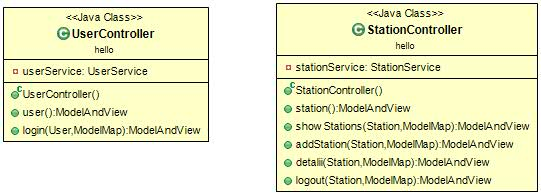 <<Java Class>>
UserController
hello
userService: UserService
UserController()
user():ModelAndView
login(User,ModelMap):ModelAndView
<<Java Class>>
StationController
hello
stationService: StationService
StationController()
station():ModelAndView
show Stations(Station,ModelMap):ModelAndView
addStation(Station,ModelMap):ModelAndView
detalii(Station,ModelMap):ModelAndView
logout(Station,ModelMap):ModelAndView